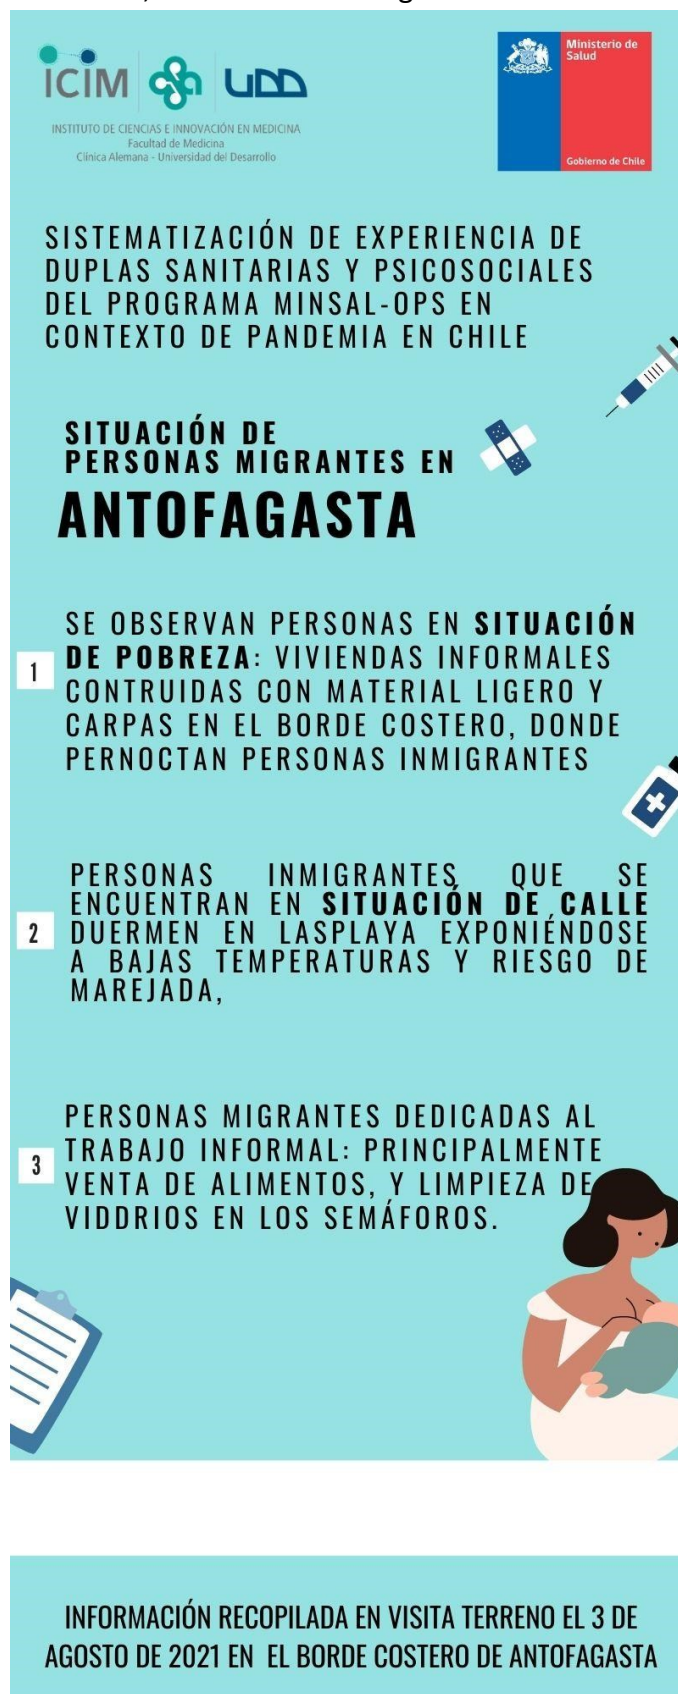 ICIM
UDD
INSTITUTO DE CIENCIAS E INNOVACIÓN EN MEDICINA
Facultad de Medicina
Clínica Alemana - Universidad del Desarrollo
Ministerio de
Salud
Gobierno de Chile
SISTEMATIZACIÓN DE EXPERIENCIA DE
DUPLAS SANITARIAS Y PSICOSOCIALES
DEL PROGRAMA MINSAL-OPS EN
CONTEXTO DE PANDEMIA EN CHILE
SITUACIÓN DE
PERSONAS MIGRANTES EN
ANTOFAGASTA
1
SE OBSERVAN PERSONAS EN SITUACIÓN
DE POBREZA: VIVIENDAS INFORMALES
CONTRUIDAS CON MATERIAL LIGERO Y
CARPAS EN EL BORDE COSTERO, DONDE
PERNOCTAN PERSONAS INMIGRANTES
2
PERSONAS INMIGRANTES QUE SE
ENCUENTRAN EN SITUACIÓN DE CALLE
DUERMEN EN LASPLAYA EXPONIÉNDOSE
A BAJAS TEMPERATURAS Y RIESGO DE
MAREJADA,
3
PERSONAS MIGRANTES DEDICADAS AL
TRABAJO INFORMAL: PRINCIPALMENTE
VENTA DE ALIMENTOS, Y LIMPIEZA DE
VIDDRIOS EN LOS SEMÁFOROS.
INFORMACIÓN RECOPILADA EN VISITA TERRENO EL 3 DE
AGOSTO DE 2021 EN EL BORDE COSTERO DE ANTOFAGASTA